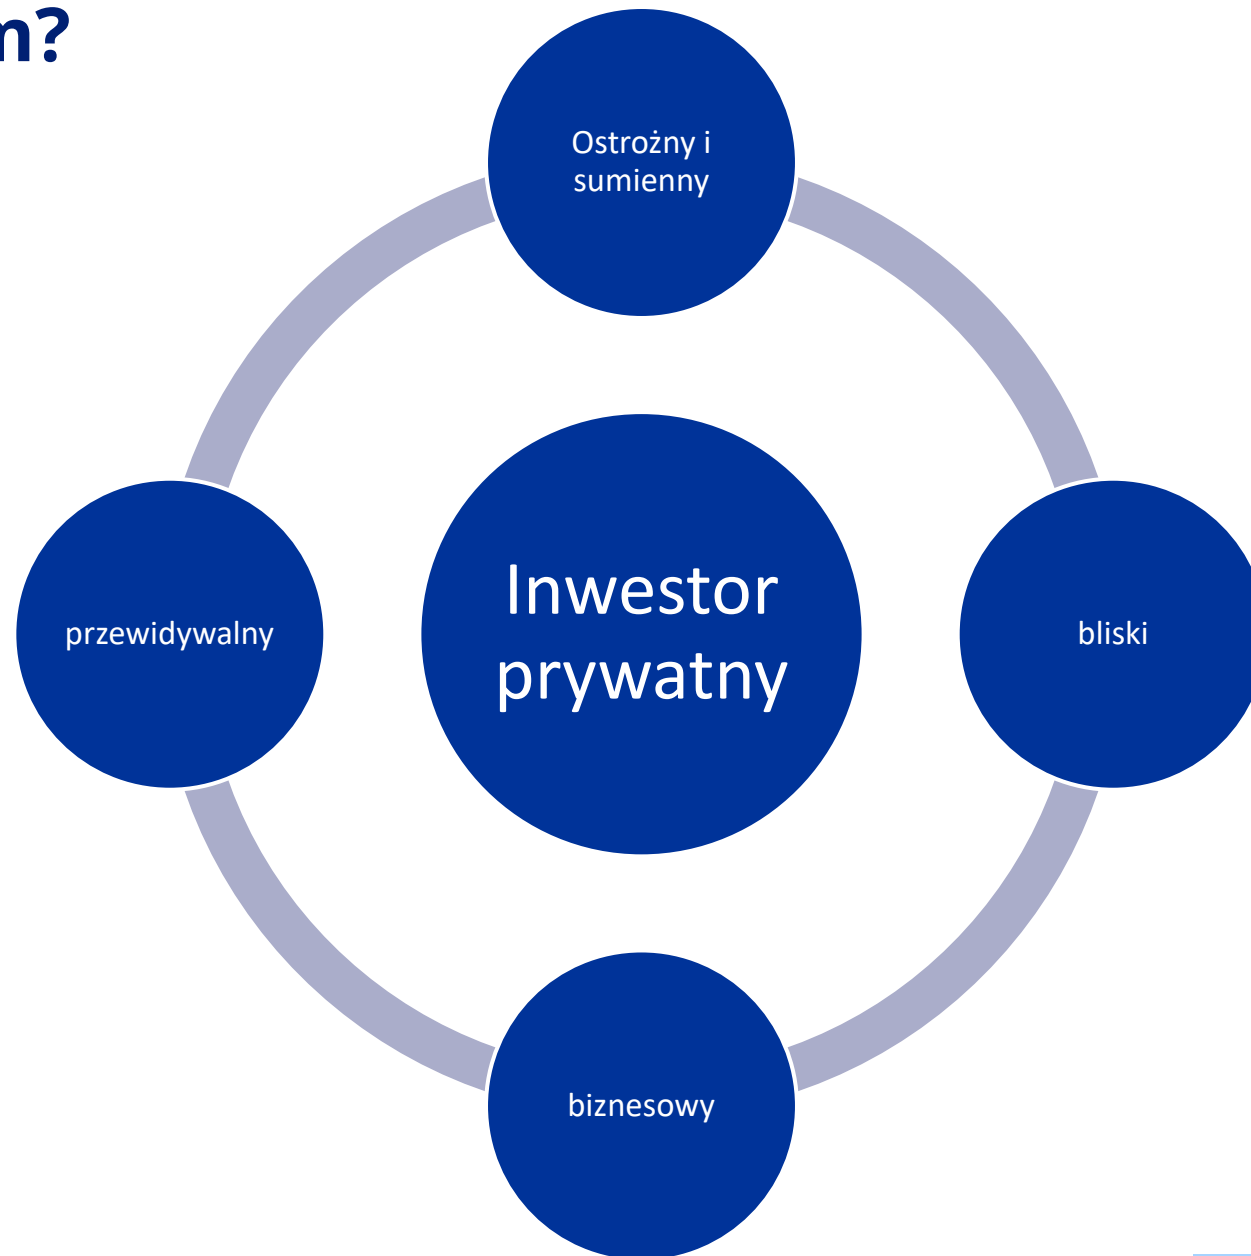 m?
Ostrożny i
sumienny
przewidywalny
Inwestor
prywatny
bliski
biznesowy